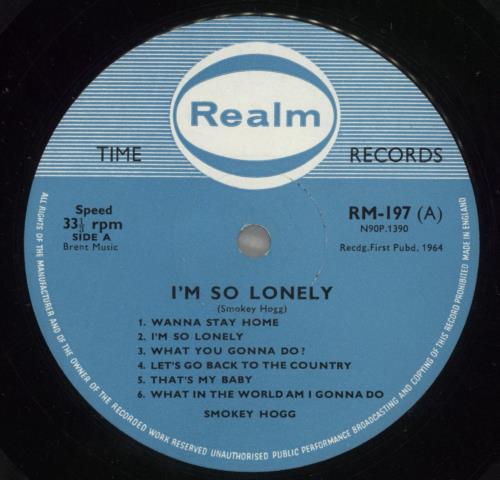 Realm
TIME RECORDS
Speed
33⅓ rpm
SIDE A
Brent Music
RM-197 (A)
N90P.1390
Recdg.First Pubd. 1964
I'M SO LONELY
(Smokey Hogg)
1. WANNA STAY HOME
2. I'M SO LONELY
3. WHAT YOU GONNA DO?
4. LET'S GO BACK TO THE COUNTRY
5. THAT'S MY BABY
6. WHAT IN THE WORLD AM I GONNA DO
SMOKEY HOGG
ALL RIGHTS OF THE MANUFACTURER AND OF THE OWNER OF THE RECORDED WORK RESERVED UNAUTHORISED PUBLIC PERFORMANCE BROADCASTING AND COPYING OF THIS RECORD PROHIBITED MADE IN ENGLAND